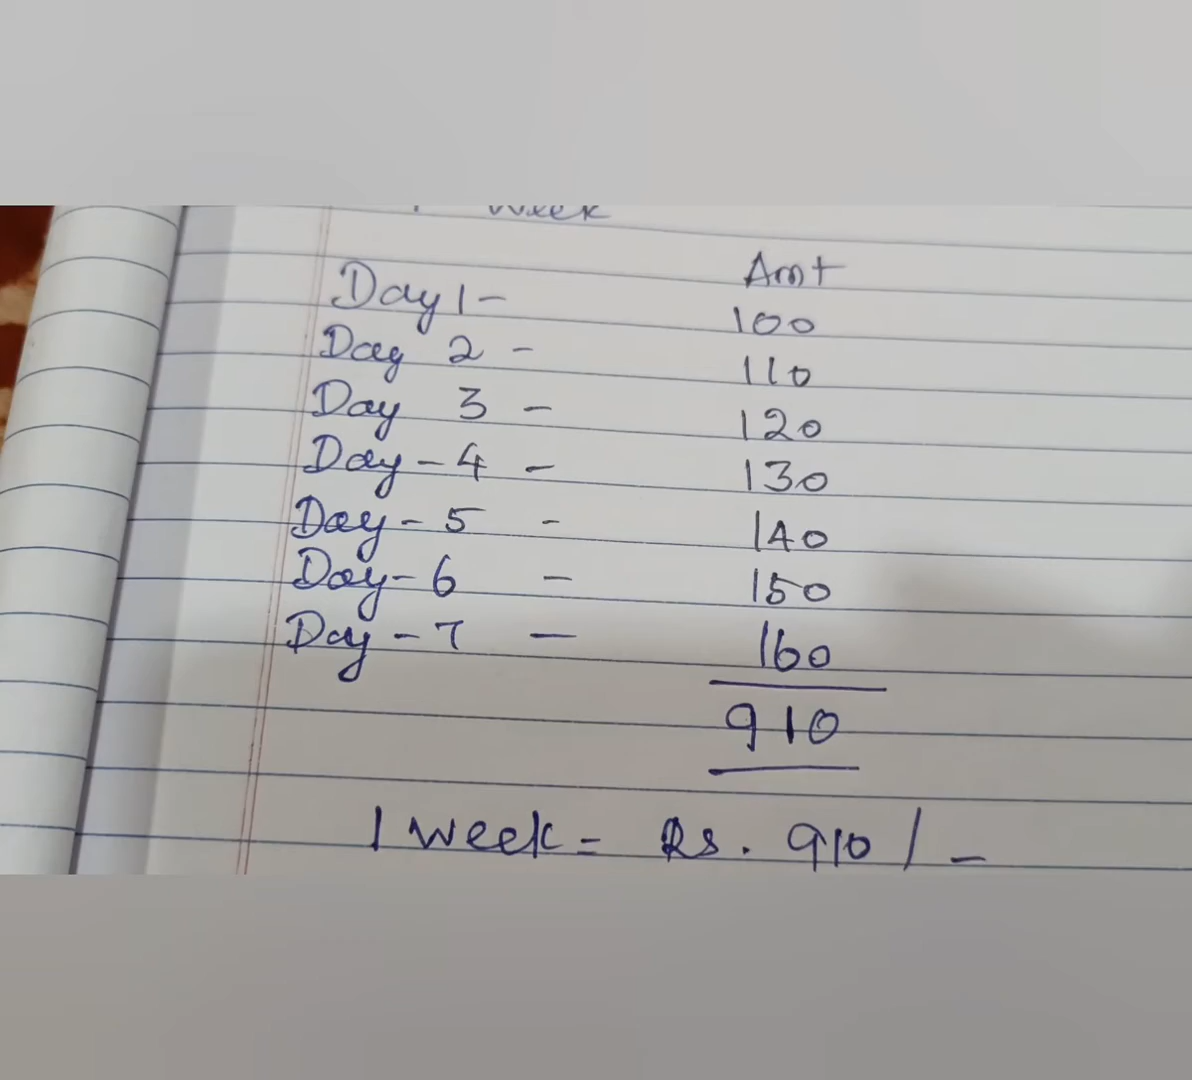 Week
Amt
Day 1 - 100
Day 2 - 110
Day 3 - 120
Day - 4 - 130
Day - 5 - 140
Day - 6 - 150
Day - 7 - 160
910
1 week = Rs. 910/-